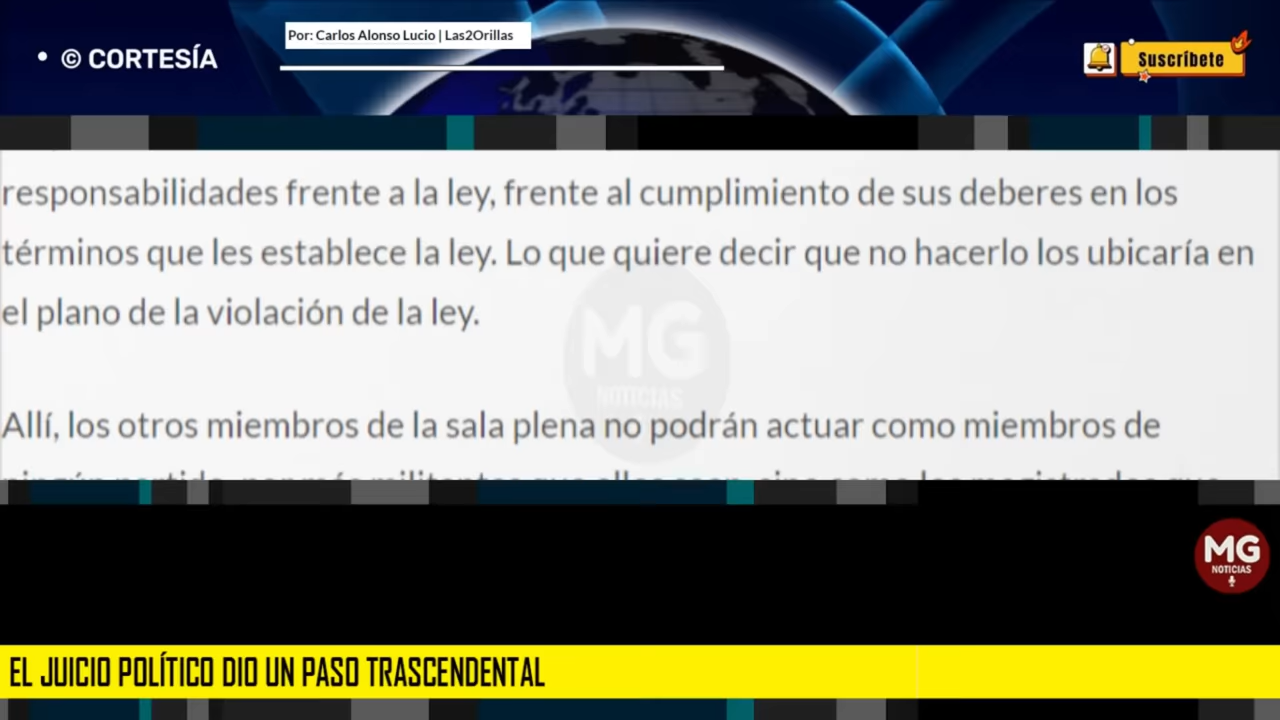 • © CORTESÍA
Por: Carlos Alonso Lucio | Las2Orillas
Suscríbete
responsabilidades frente a la ley, frente al cumplimiento de sus deberes en los
términos que les establece la ley. Lo que quiere decir que no hacerlo los ubicaría en
el plano de la violación de la ley.
MG
NOTICIAS
Allí, los otros miembros de la sala plena no podrán actuar como miembros de
MG
NOTICIAS
EL JUICIO POLÍTICO DIO UN PASO TRASCENDENTAL